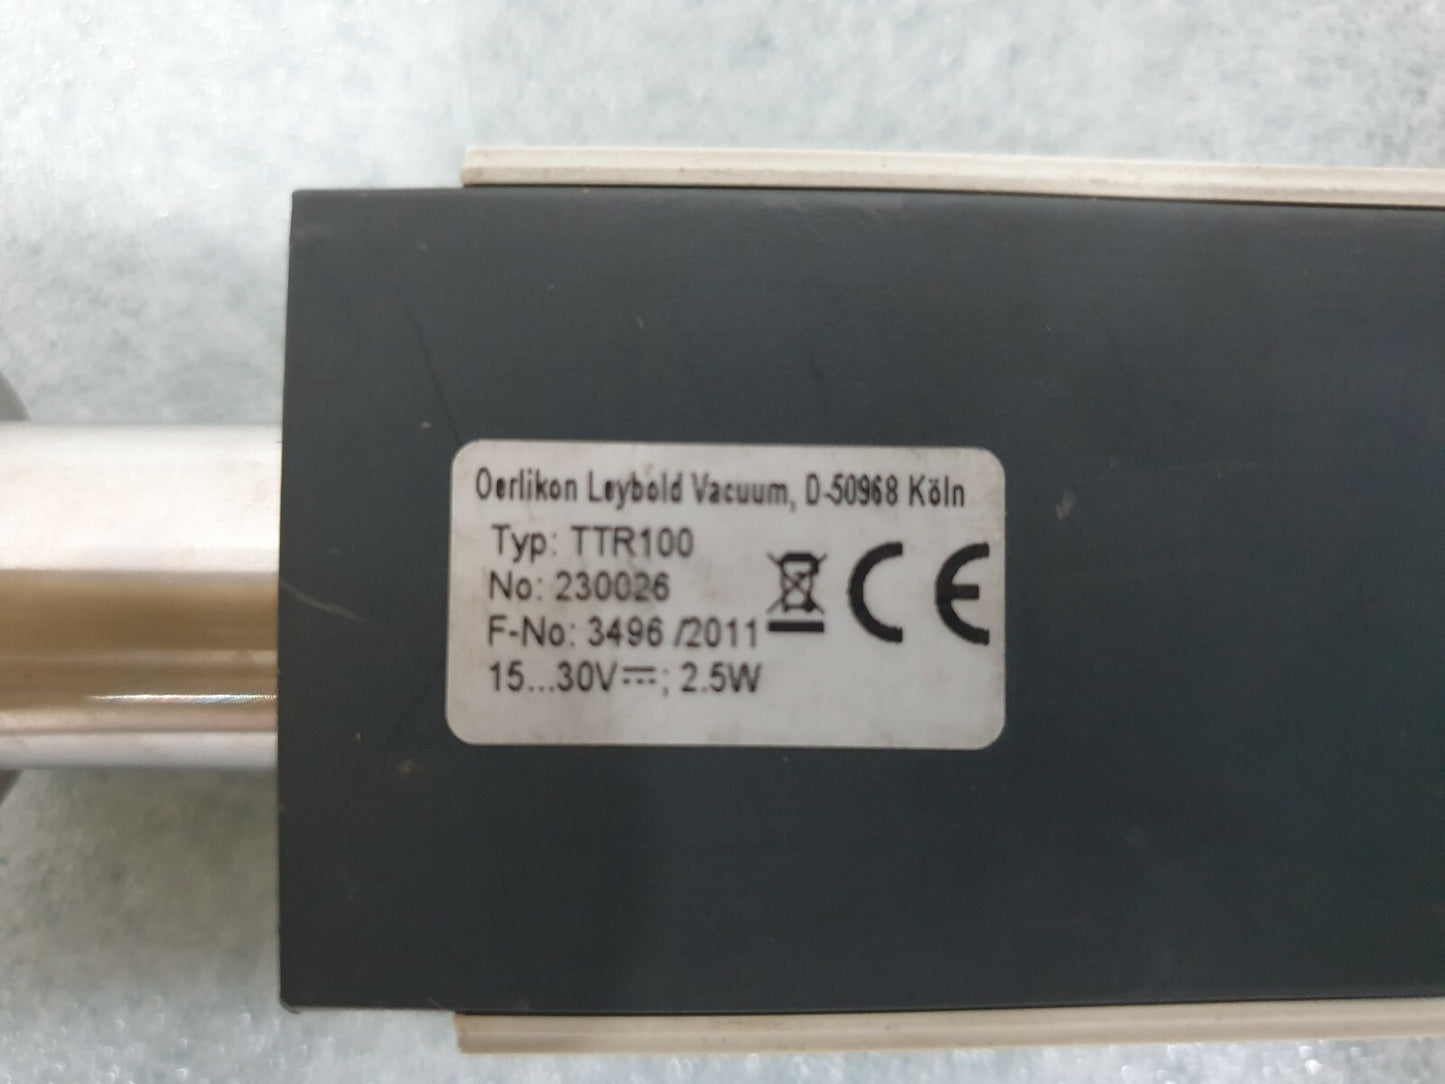 Oerlikon Leybold Vacuum, D-50968 Köln
Typ: TTR100
No: 230026
F-No: 3496 /2011
15...30V⎓; 2.5W
CE